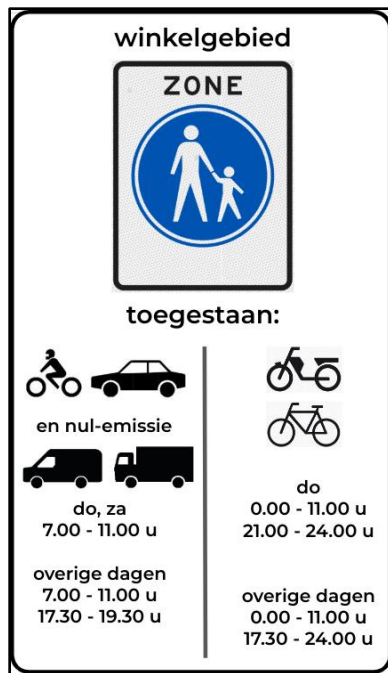 winkelgebied
ZONE
toegestaan:
en nul-emissie
do, za
7.00 - 11.00 u
overige dagen
7.00 - 11.00 u
17.30 - 19.30 u
do
0.00 - 11.00 u
21.00 - 24.00 u
overige dagen
0.00 - 11.00 u
17.30 - 24.00 u